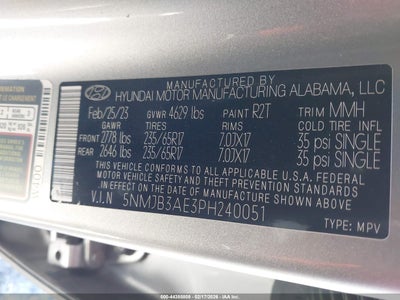 HYUNDAI MOTOR MANUFACTURING ALABAMA, LLC
Feb/25/23 GVWR 4629 lbs PAINT R2T TRIM MMH
GAWR TIRES RIMS COLD TIRE INFL.
FRONT 2778 lbs 235/65R17 7.0JX17 35 psi SINGLE
REAR 2646 lbs 235/65R17 7.0JX17 35 psi SINGLE
THIS VEHICLE CONFORMS TO ALL APPLICABLE U.S.A. FEDERAL
MOTOR VEHICLE SAFETY AND THEFT PREVENTION STANDARDS
IN EFFECT ON THE DATE OF MANUFACTURE SHOWN ABOVE.
V.I.N 5NMJB3AE3PH240051
TYPE: MPV